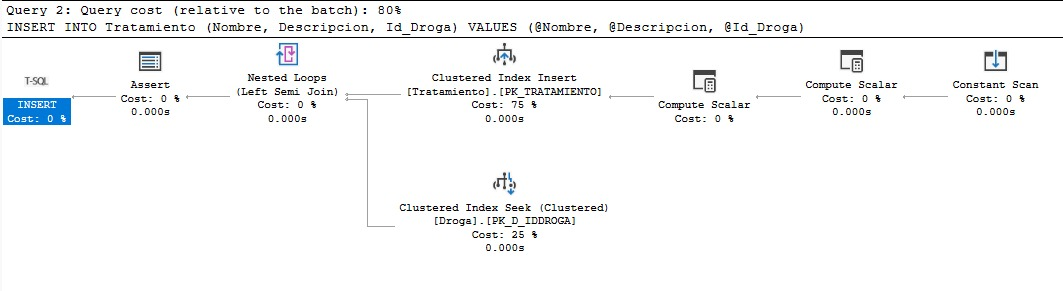 Query 2: Query cost (relative to the batch): 80%
INSERT INTO Tratamiento (Nombre, Descripcion, Id_Droga) VALUES (@Nombre, @Descripcion, @Id_Droga)
T-SQL
INSERT
Cost: 0 %
Assert
Cost: 0 %
0.000s
Nested Loops
(Left Semi Join)
Cost: 0 %
0.000s
Clustered Index Insert
[Tratamiento].[PK_TRATAMIENTO]
Cost: 75 %
0.000s
Compute Scalar
Cost: 0 %
Compute Scalar
Cost: 0 %
0.000s
Constant Scan
Cost: 0 %
0.000s
Clustered Index Seek (Clustered)
[Droga].[PK_D_IDDROGA]
Cost: 25 %
0.000s